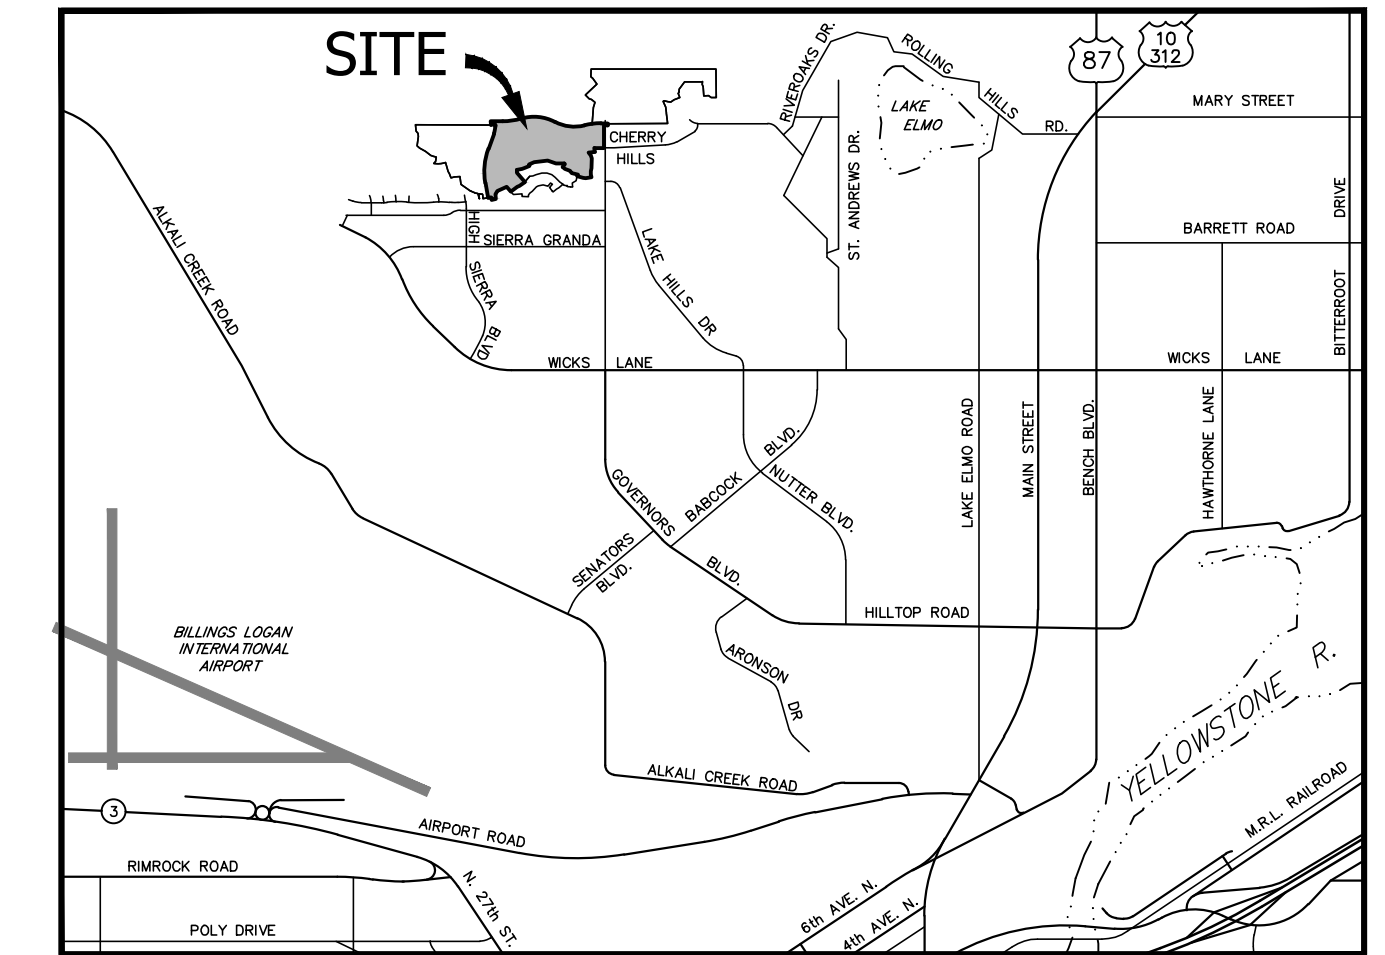 SITE
RIVEROAKS DR.
ROLLING
HILLS
RD.
87
10
312
LAKE
ELMO
MARY STREET
CHERRY
HILLS
ST. ANDREWS DR.
BITTERROOT DRIVE
BARRETT ROAD
ALKALI CREEK ROAD
HIGH
SIERRA
BLVD
SIERRA GRANDA
LAKE
HILLS DR
WICKS LANE
WICKS LANE
GOVERNORS
BLVD.
BABCOCK
BLVD.
NUTTER BLVD.
SENATORS
BLVD.
LAKE ELMO ROAD
MAIN STREET
BENCH BLVD.
HAWTHORNE LANE
HILLTOP ROAD
BILLINGS LOGAN
INTERNATIONAL
AIRPORT
ARONSON
DR
YELLOWSTONE R.
ALKALI CREEK ROAD
M.R.L. RAILROAD
3
AIRPORT ROAD
RIMROCK ROAD
N. 27th ST.
6th AVE. N.
4th AVE. N.
POLY DRIVE